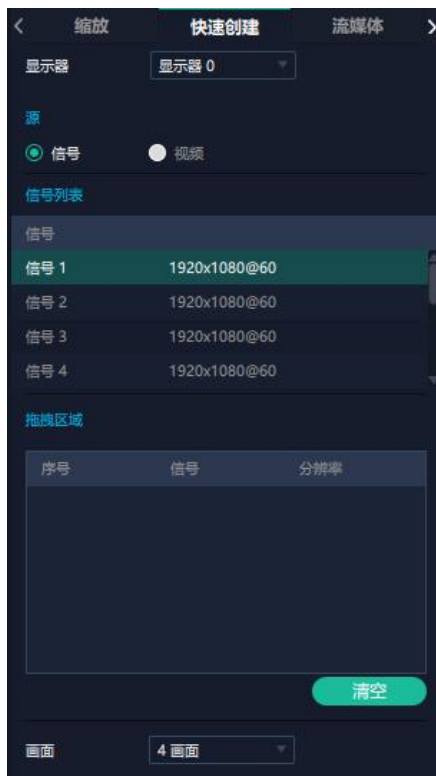 缩放 快速创建 流媒体
显示器 显示器 0
源
信号 视频
信号列表
信号
信号 1 1920x1080@60
信号 2 1920x1080@60
信号 3 1920x1080@60
信号 4 1920x1080@60
拖拽区域
序号 信号 分辨率
清空
画面 4 画面